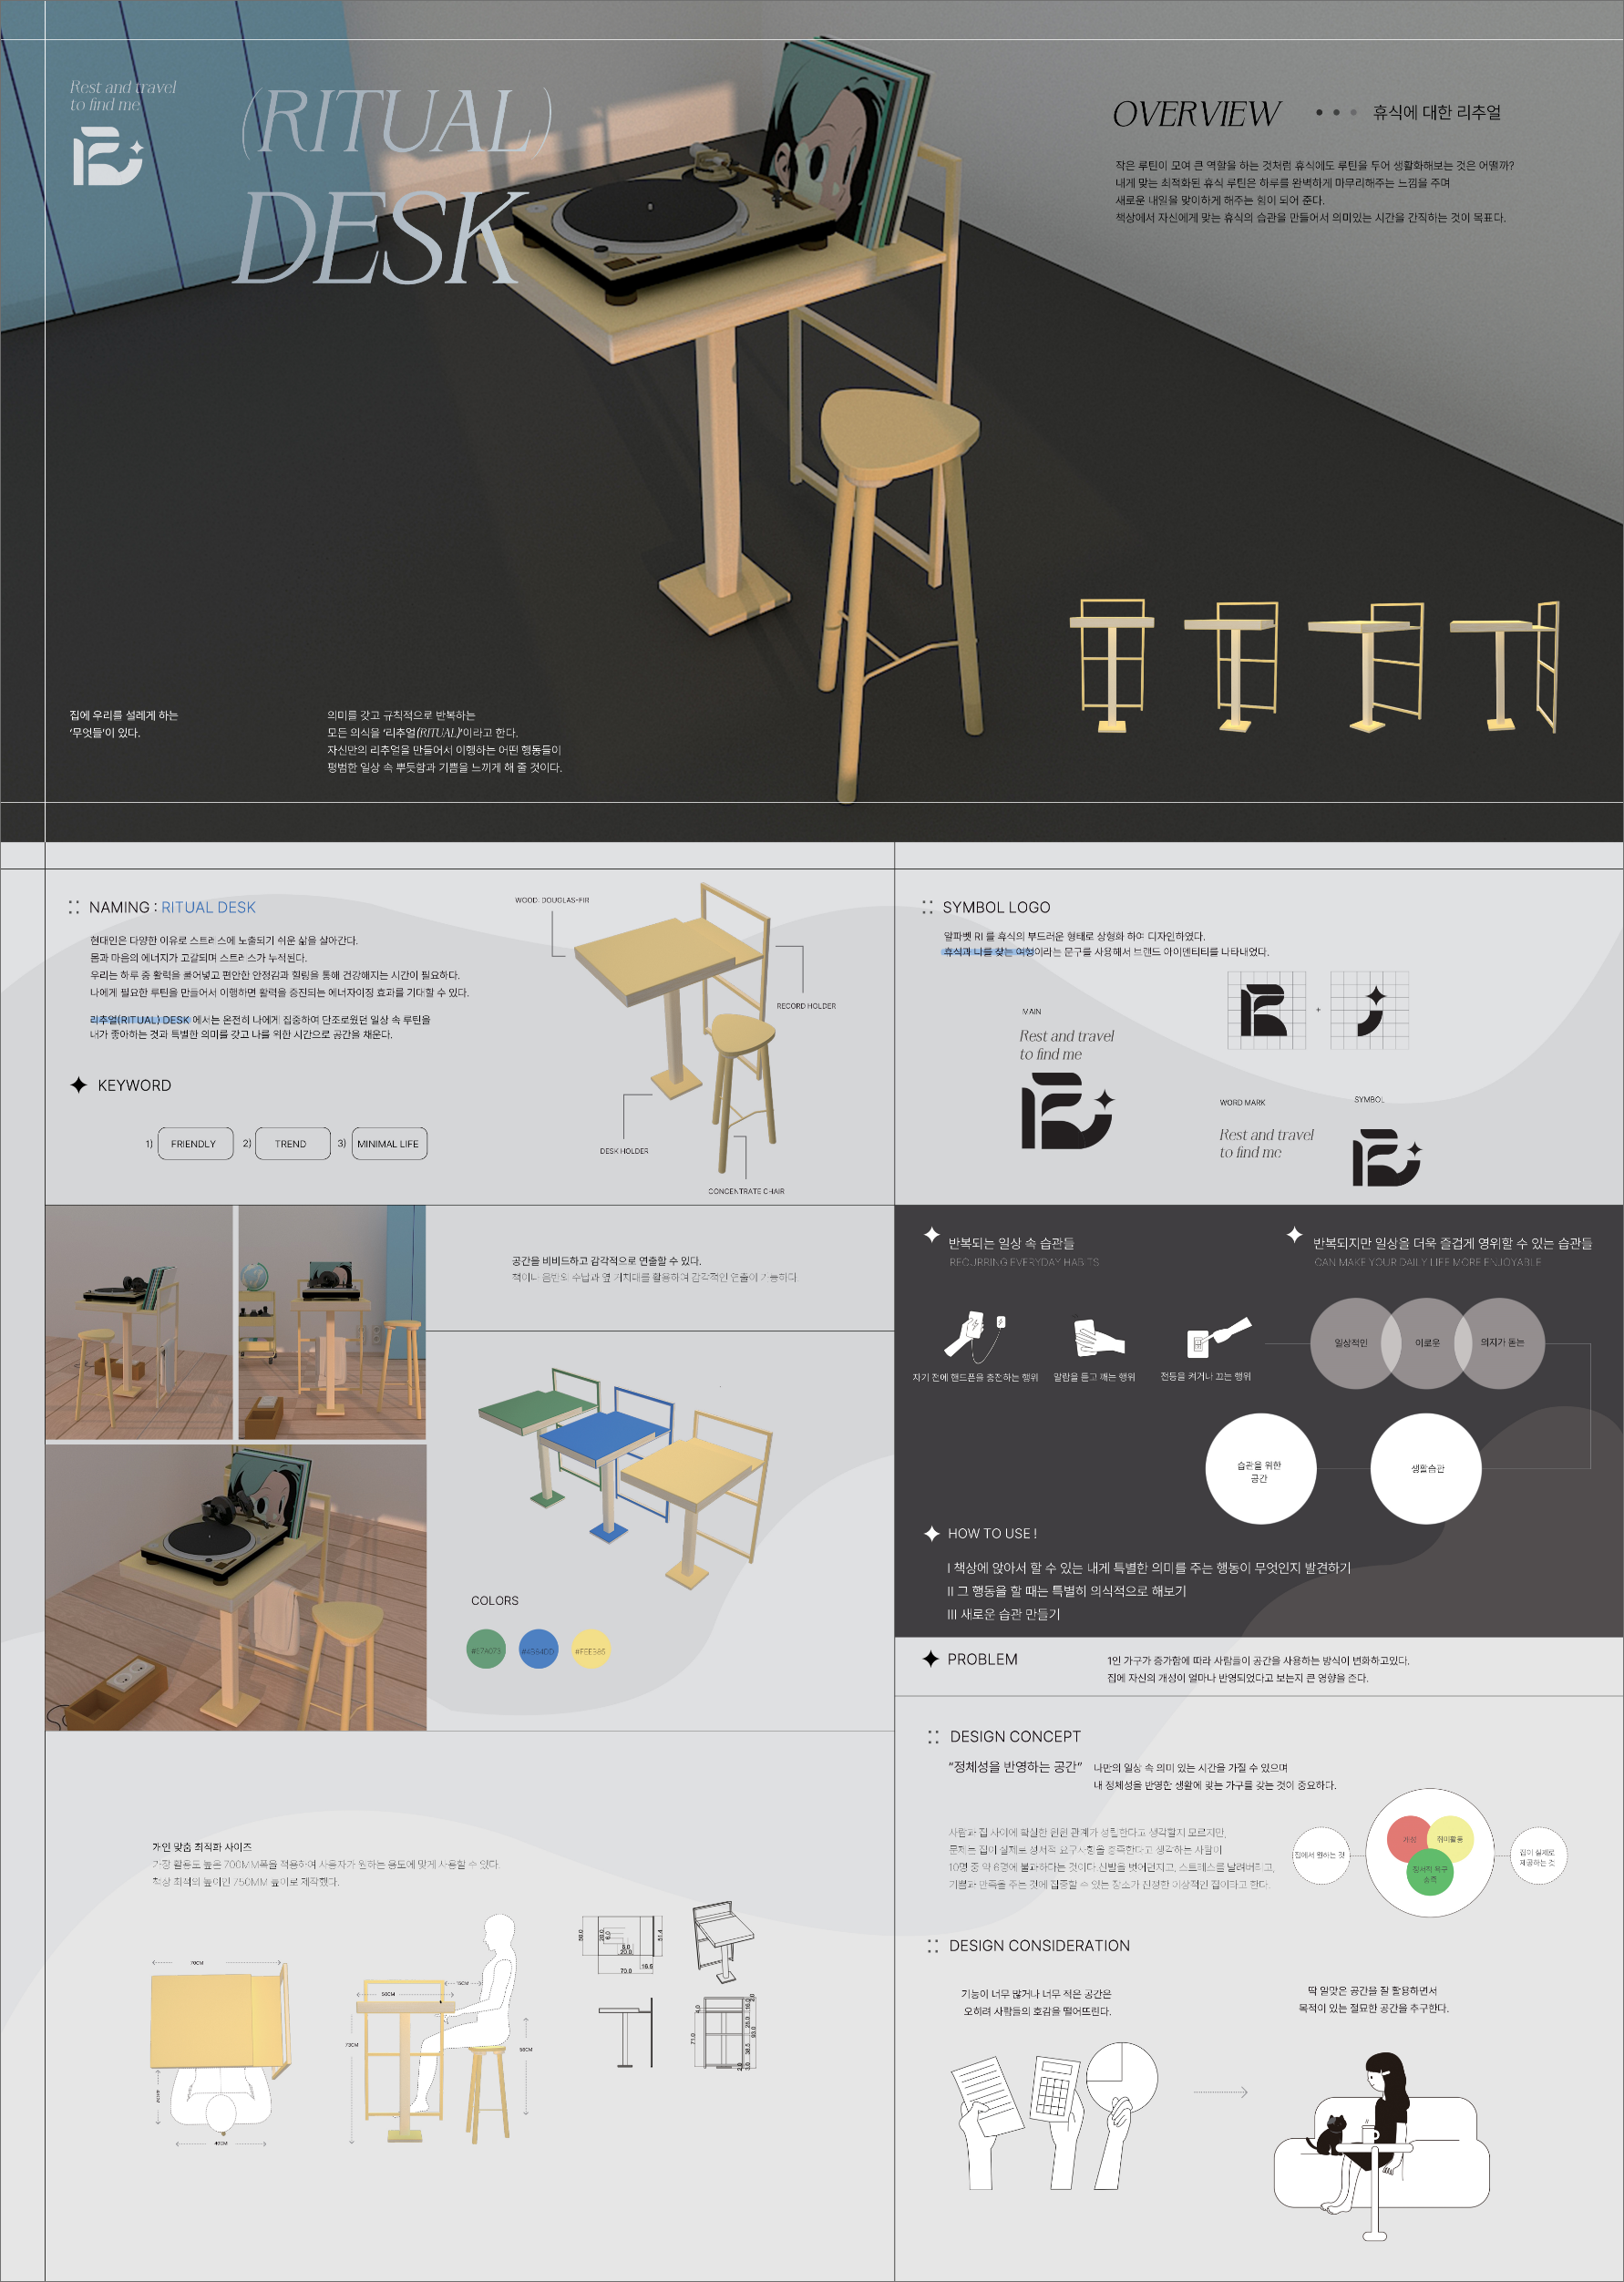 Rest and travel
to find me
(RITUAL)
DESK
OVERVIEW
휴식에 대한 리추얼
작은 루틴이 모여 큰 역할을 하는 것처럼 휴식에도 루틴을 두어 생활화해보는 것은 어떨까?
내게 맞는 최적화된 휴식 루틴은 하루를 완벽하게 마무리해주는 느낌을 주며
새로운 내일을 맞이하게 해주는 힘이 되어 준다.
책상에서 자신에게 맞는 휴식의 습관을 만들어서 의미있는 시간을 간직하는 것이 목표다.
집에 우리를 설레게 하는
'무엇들'이 있다.
의미를 갖고 규칙적으로 반복하는
모든 의식을 '리추얼(RITUAL)'이라고 한다.
자신만의 리추얼을 만들어서 이행하는 어떤 행동들이
평범한 일상 속 뿌듯함과 기쁨을 느끼게 해 줄 것이다.
NAMING : RITUAL DESK
현대인은 다양한 이유로 스트레스에 노출되기 쉬운 삶을 살아간다.
몸과 마음의 에너지가 고갈되며 스트레스가 누적된다.
우리는 하루 중 활력을 불어넣고 편안한 안정감과 힐링을 통해 건강해지는 시간이 필요하다.
나에게 필요한 루틴을 만들어서 이행하면 활력을 증진되는 에너자이징 효과를 기대할 수 있다.
리추얼(RITUAL) DESK 에서는 온전히 나에게 집중하여 단조로웠던 일상 속 루틴을
내가 좋아하는 것과 특별한 의미를 갖고 나를 위한 시간으로 공간을 채운다.
KEYWORD
1) FRIENDLY 2) TREND 3) MINIMAL LIFE
WOOD: DOUGLAS-FIR
RECORD HOLDER
DESK HOLDER
CONCENTRATE CHAIR
SYMBOL LOGO
알파벳 RI 를 휴식의 부드러운 형태로 상형화 하여 디자인하였다.
휴식과 나를 찾는 여행이라는 문구를 사용해서 브랜드 아이덴티티를 나타내었다.
MAIN
Rest and travel
to find me
+
WORD MARK
Rest and travel
to find me
SYMBOL
공간을 비비드하고 감각적으로 연출할 수 있다.
책이나 음반의 수납과 옆 거치대를 활용하여 감각적인 연출이 가능하다.
COLORS
반복되는 일상 속 습관들
RECURRING EVERYDAY HABITS
반복되지만 일상을 더욱 즐겁게 영위할 수 있는 습관들
CAN MAKE YOUR DAILY LIFE MORE ENJOYABLE
자기 전에 핸드폰을 충전하는 행위
알람을 듣고 깨는 행위
전등을 켜거나 끄는 행위
일상적인
이로운
의지가 돋는
습관을 위한
공간
생활습관
HOW TO USE !
I 책상에 앉아서 할 수 있는 내게 특별한 의미를 주는 행동이 무엇인지 발견하기
II 그 행동을 할 때는 특별히 의식적으로 해보기
III 새로운 습관 만들기
PROBLEM
1인 가구가 증가함에 따라 사람들이 공간을 사용하는 방식이 변화하고있다.
집에 자신의 개성이 얼마나 반영되었다고 보는지 큰 영향을 준다.
DESIGN CONCEPT
"정체성을 반영하는 공간"
나만의 일상 속 의미 있는 시간을 가질 수 있으며
내 정체성을 반영한 생활에 맞는 가구를 갖는 것이 중요하다.
사람과 집 사이에 확실한 윈윈 관계가 성립한다고 생각할지 모르지만,
문제는 집이 실제로 정서적 요구사항을 충족한다고 생각하는 사람이
10명 중 약 6명에 불과하다는 것이다.신발을 벗어던지고, 스트레스를 날려버리고,
기쁨과 만족을 주는 것에 집중할 수 있는 장소가 진정한 이상적인 집이라고 한다.
집에서 원하는 것
개성
취미활동
정서적 욕구
충족
집이 실제로
제공하는 것
개인 맞춤 최적화 사이즈
가장 활용도 높은 700MM폭을 적용하여 사용자가 원하는 용도에 맞게 사용할 수 있다.
책상 최적의 높이인 750MM 높이로 제작했다.
70CM
40CM
50CM
15CM
73CM
50CM
50.0
20.0
70.0
16.5
51.4
71.0
DESIGN CONSIDERATION
기능이 너무 많거나 너무 적은 공간은
오히려 사람들의 호감을 떨어뜨린다.
딱 알맞은 공간을 잘 활용하면서
목적이 있는 절묘한 공간을 추구한다.